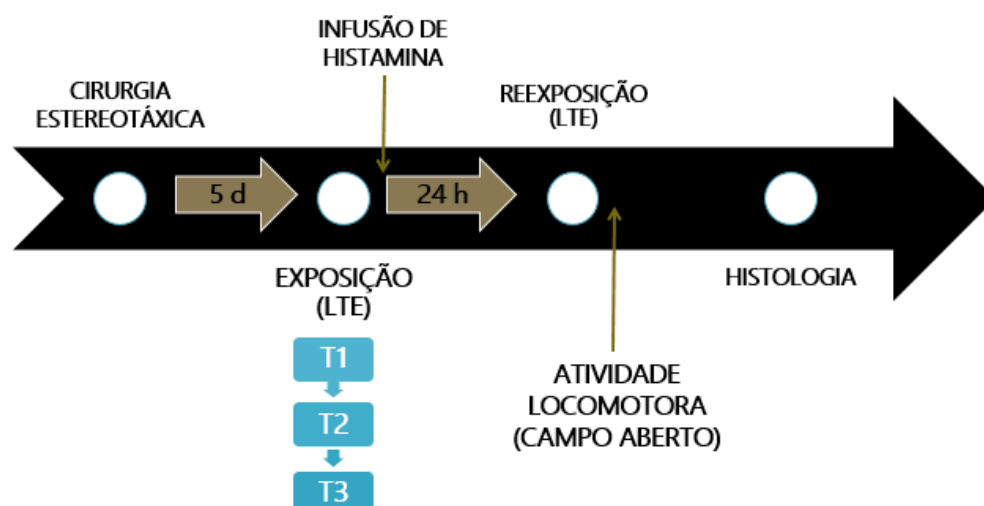 INFUSÃO DE
HISTAMINA
CIRURGIA
ESTEREOTÁXICA
REEXPOSIÇÃO
(LTE)
5 d
24 h
EXPOSIÇÃO
(LTE)
HISTOLOGIA
T1
T2
T3
ATIVIDADE
LOCOMOTORA
(CAMPO ABERTO)